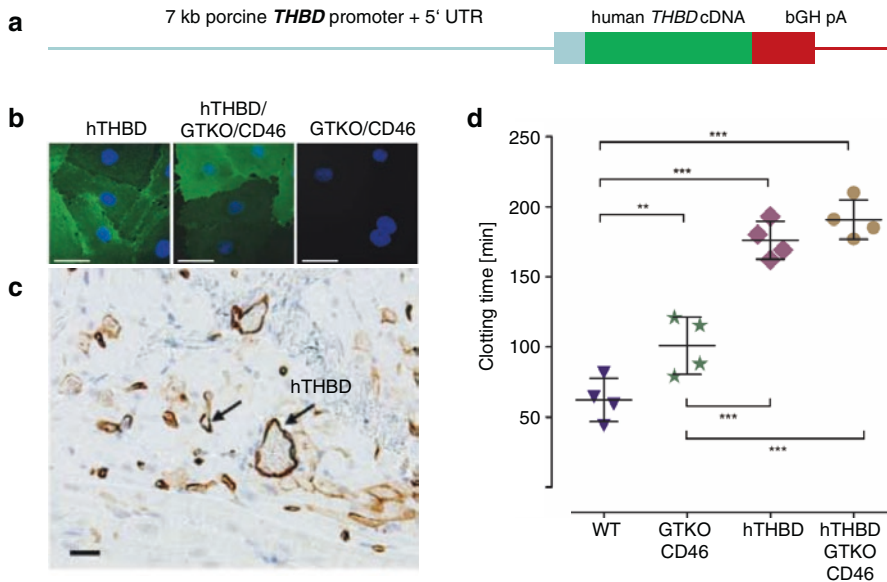 a
7 kb porcine THBD promoter + 5' UTR
human THBD cDNA
bGH pA
b
hTHBD
hTHBD/
GTKO/CD46
GTKO/CD46
c
hTHBD
d
Clotting time [min]
250
200
150
100
50
***
***
**
***
***
WT
GTKO
CD46
hTHBD
hTHBD
GTKO
CD46